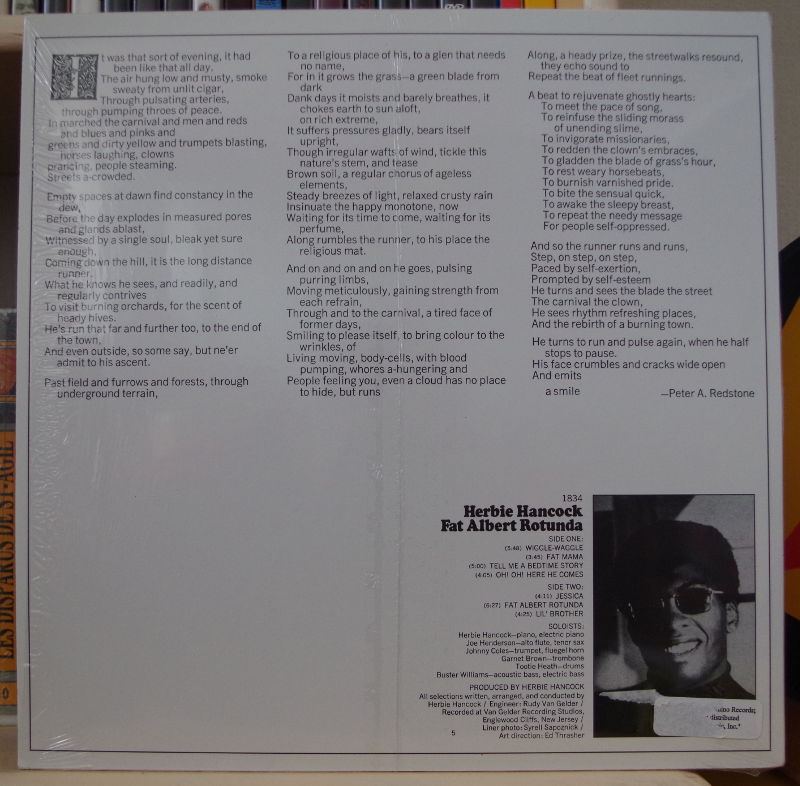 It was that sort of evening, it had
been like that all day,
The air hung low and musty, smoke
sweaty from unlit cigar,
Through pulsating arteries,
through pumping throes of peace.
In marched the carnival and men and reds
and blues and pinks and
greens and dirty yellow and trumpets blasting,
horses laughing, clowns
prancing, people steaming.
Streets a-crowded.
Empty spaces at dawn find constancy in the
dew,
Before the day explodes in measured pores
and glands ablast,
Witnessed by a single soul, bleak yet sure
enough,
Coming down the hill, it is the long distance
runner.
What he knows he sees, and readily, and
regularly contrives
To visit burning orchards, for the scent of
heady hives.
He's run that far and further too, to the end of
the town,
And even outside, so some say, but ne'er
admit to his ascent.
Past field and furrows and forests, through
underground terrain,
To a religious place of his, to a glen that needs
no name,
For in it grows the grass—a green blade from
dark
Dank days it moists and barely breathes, it
chokes earth to sun aloft,
on rich extreme,
It suffers pressures gladly, bears itself
upright,
Though irregular wafts of wind, tickle this
nature's stem, and tease
Brown soil, a regular chorus of ageless
elements,
Steady breezes of light, relaxed crusty rain
Insinuate the happy monotone, now
Waiting for its time to come, waiting for its
perfume,
Along rumbles the runner, to his place the
religious mat.
And on and on and on he goes, pulsing
purring limbs,
Moving meticulously, gaining strength from
each refrain,
Through and to the carnival, a tired face of
former days,
Smiling to please itself, to bring colour to the
wrinkles, of
Living moving, body-cells, with blood
pumping, whores a-hungering and
People feeling you, even a cloud has no place
to hide, but runs
Along, a heady prize, the streetwalks resound,
they echo sound to
Repeat the beat of fleet runnings.
A beat to rejuvenate ghostly hearts:
To meet the pace of song,
To reinfuse the sliding morass
of unending slime,
To invigorate missionaries,
To redden the clown's embraces,
To gladden the blade of grass's hour,
To rest weary horsebeats,
To burnish varnished pride.
To bite the sensual quick,
To awake the sleepy breast,
To repeat the needy message
For people self-oppressed.
And so the runner runs and runs,
Step, on step, on step,
Paced by self-exertion,
Prompted by self-esteem
He turns and sees the blade the street
The carnival the clown,
He sees rhythm refreshing places,
And the rebirth of a burning town.
He turns to run and pulse again, when he half
stops to pause.
His face crumbles and cracks wide open
And emits
a smile
—Peter A. Redstone
1834
Herbie Hancock
Fat Albert Rotunda
SIDE ONE:
(5:48) WIGGLE-WAGGLE
(3:45) FAT MAMA
(5:00) TELL ME A BEDTIME STORY
(4:05) OH! OH! HERE HE COMES
SIDE TWO:
(4:11) JESSICA
(6:27) FAT ALBERT ROTUNDA
(4:25) LIL' BROTHER
SOLOISTS:
Herbie Hancock—piano, electric piano
Joe Henderson—alto flute, tenor sax
Johnny Coles—trumpet, fluegel horn
Garnet Brown—trombone
Tootie Heath—drums
Buster Williams—acoustic bass, electric bass
PRODUCED BY HERBIE HANCOCK
All selections written, arranged, and conducted by
Herbie Hancock / Engineer: Rudy Van Gelder /
Recorded at Van Gelder Recording Studios,
Englewood Cliffs, New Jersey /
Liner photo: Syrell Sapoznick /
Art direction: Ed Thrasher
5
Records;
distributed
Inc.*
LES DISPARUS DE ST-AGIL
DVD